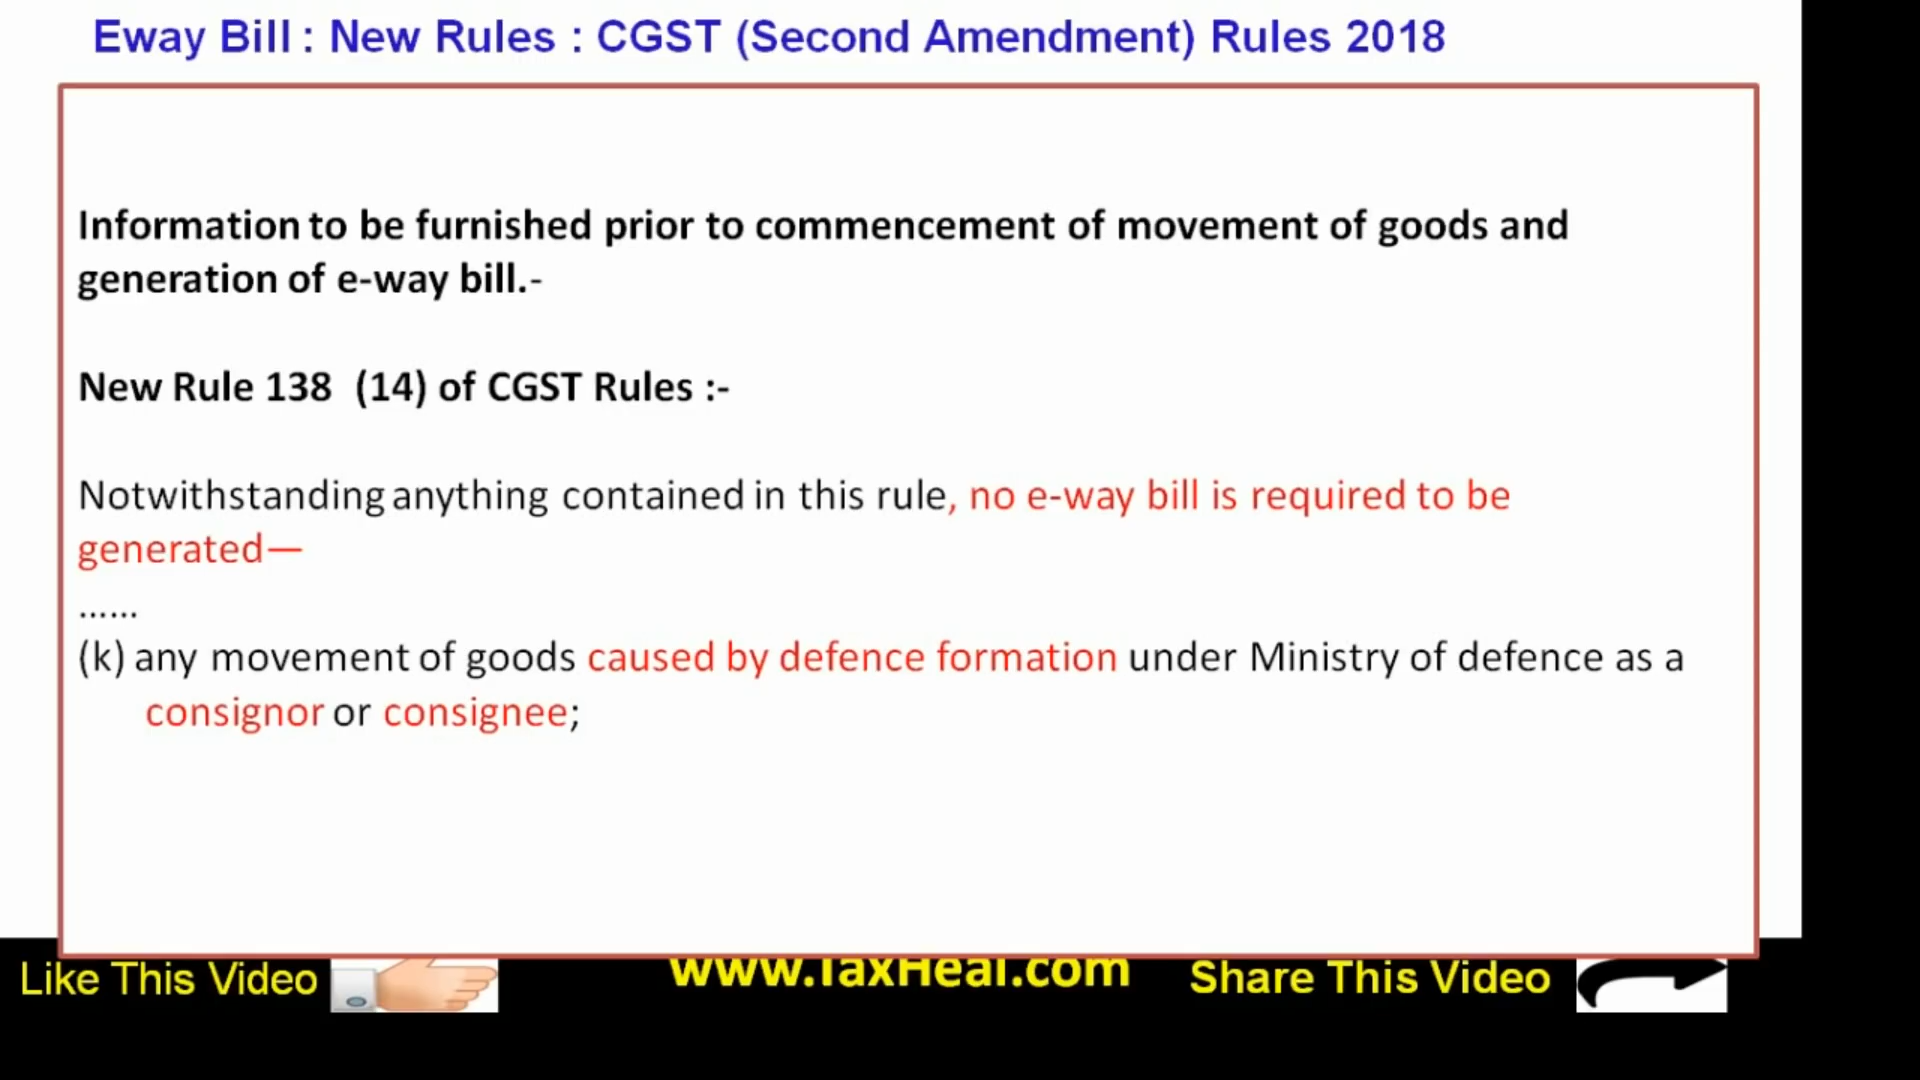 Eway Bill : New Rules : CGST (Second Amendment) Rules 2018
Information to be furnished prior to commencement of movement of goods and
generation of e-way bill.-
New Rule 138 (14) of CGST Rules :-
Notwithstanding anything contained in this rule, no e-way bill is required to be
generated—
......
(k) any movement of goods caused by defence formation under Ministry of defence as a
consignor or consignee;
Like This Video
www.TaxHeal.com
Share This Video